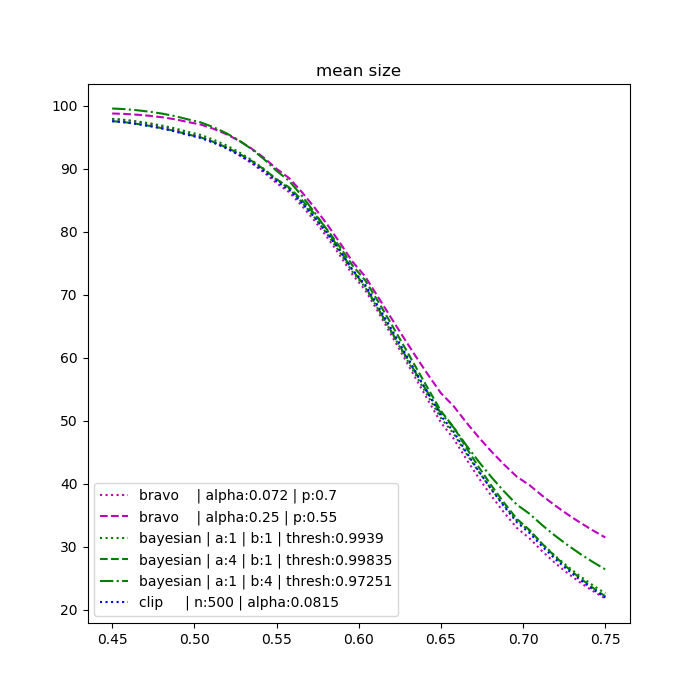 mean size
100
90
80
70
60
50
40
30
20
bravo | alpha:0.072 | p:0.7
bravo | alpha:0.25 | p:0.55
bayesian | a:1 | b:1 | thresh:0.9939
bayesian | a:4 | b:1 | thresh:0.99835
bayesian | a:1 | b:4 | thresh:0.97251
clip | n:500 | alpha:0.0815
0.45 0.50 0.55 0.60 0.65 0.70 0.75